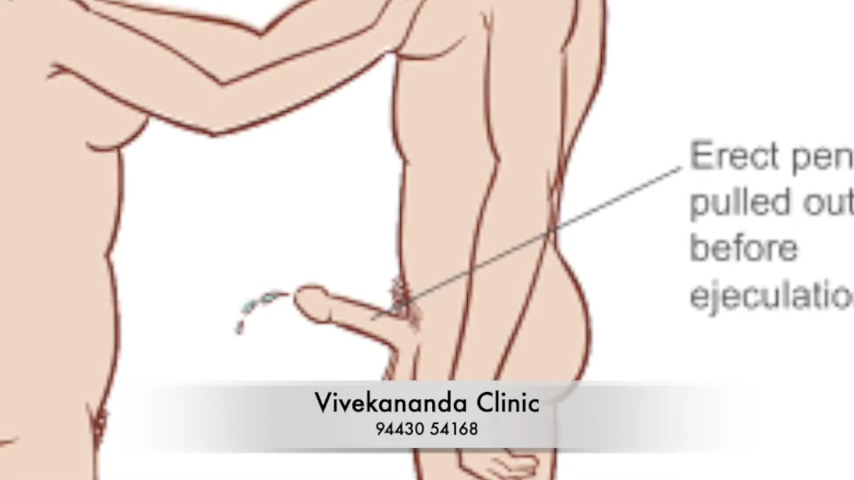 Erect pen
pulled out
before
ejeculatio
Vivekananda Clinic
94430 54168